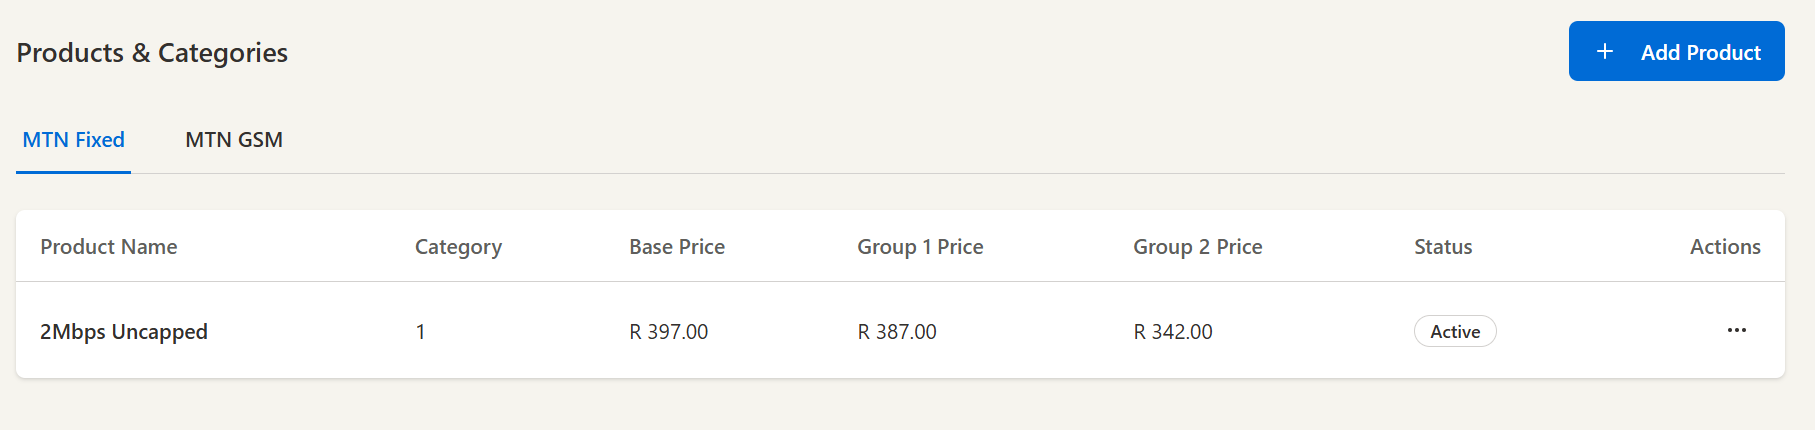 Products & Categories
+ Add Product
MTN Fixed MTN GSM
Product Name Category Base Price Group 1 Price Group 2 Price Status Actions
2Mbps Uncapped 1 R 397.00 R 387.00 R 342.00 Active ...